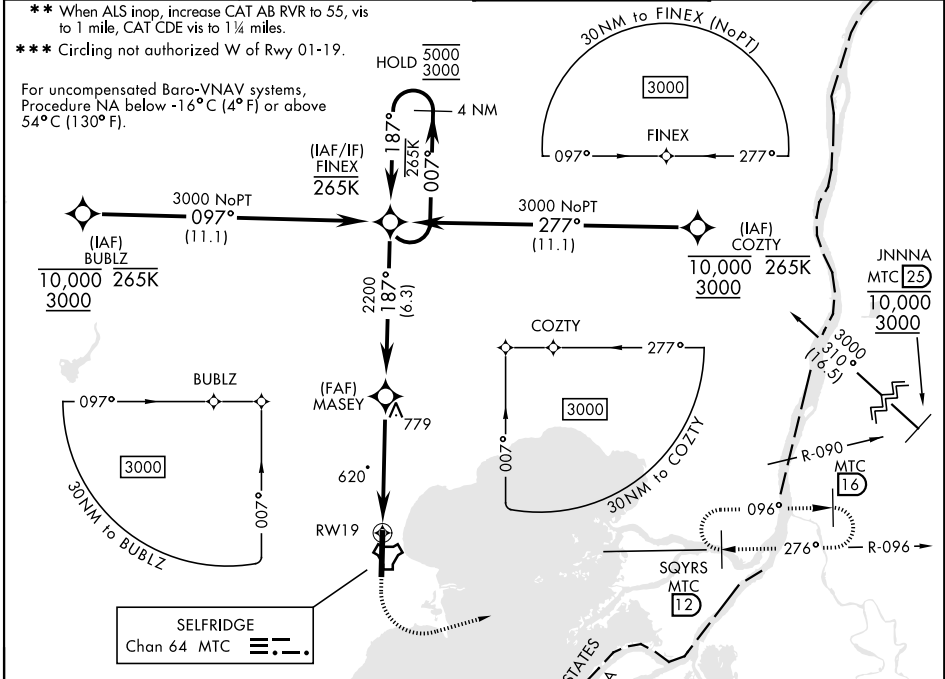 ** When ALS inop, increase CAT AB RVR to 55, vis
to 1 mile, CAT CDE vis to 1¼ miles.
*** Circling not authorized W of Rwy 01-19.
For uncompensated Baro-VNAV systems,
Procedure NA below -16°C (4°F) or above
54°C (130°F).
HOLD 5000
3000
4 NM
187°
265K
007°
30NM to FINEX (NoPT)
3000
FINEX
097°
277°
(IAF/IF)
FINEX
265K
3000 NoPT
097°
(11.1)
3000 NoPT
277°
(11.1)
(IAF)
BUBLZ
10,000 265K
3000
(IAF)
COZTY
10,000 265K
3000
JNNNA
MTC 25
10,000
3000
2200
187°
(6.3)
3000
310°
(16.5)
BUBLZ
097°
3000
007°
30NM to BUBLZ
COZTY
277°
3000
007°
30NM to COZTY
(FAF)
MASEY
779
620
R-090
MTC
16
096°
276°
R-096
RW19
SQYRS
MTC
12
SELFRIDGE
Chan 64 MTC
STATES